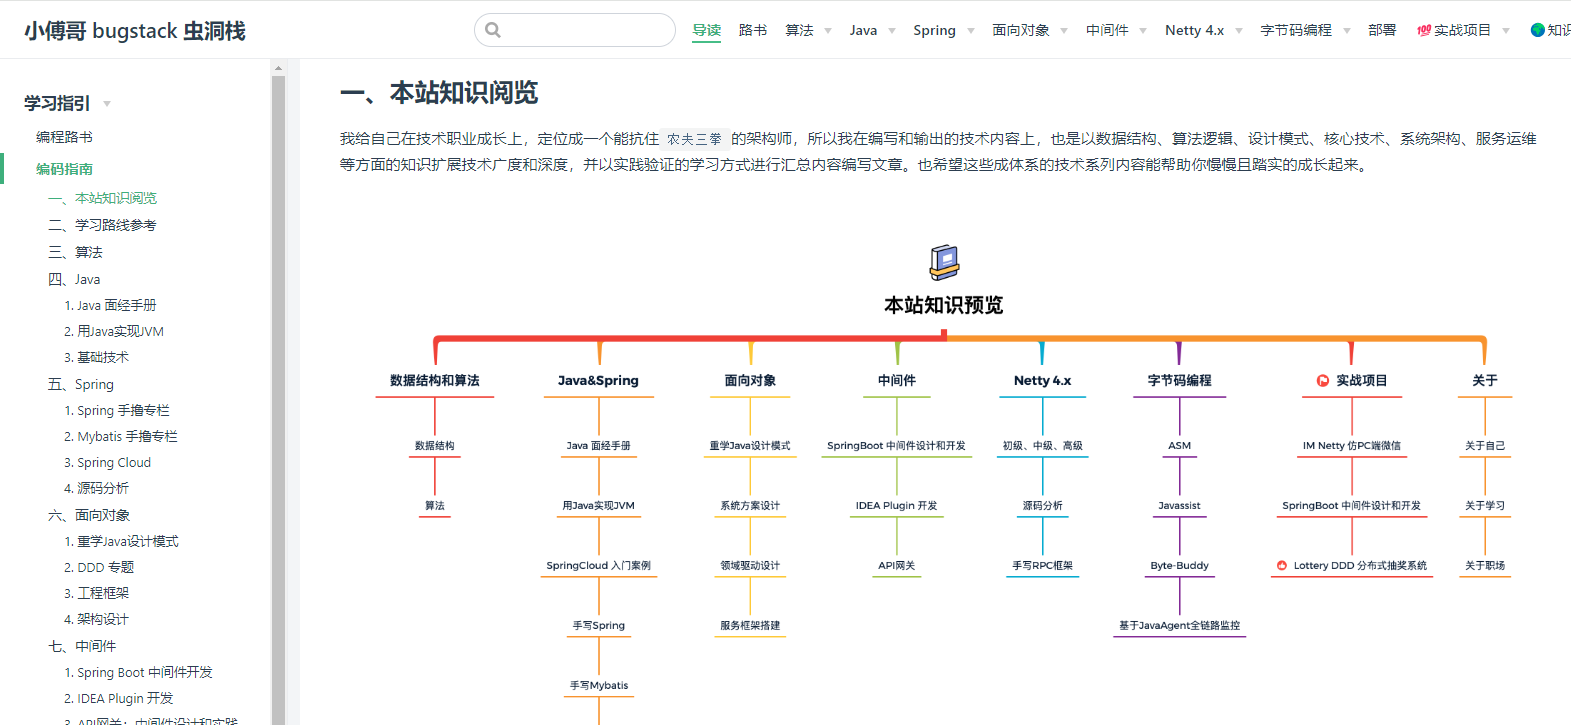 小傅哥 bugstack 虫洞栈
导读 路书 算法 Java Spring 面向对象 中间件 Netty 4.x 字节码编程 部署 💯实战项目 🌍知识
学习指引
编程路书
编码指南
一、本站知识阅览
二、学习路线参考
三、算法
四、Java
1. Java 面经手册
2. 用Java实现JVM
3. 基础技术
五、Spring
1. Spring 手撸专栏
2. Mybatis 手撸专栏
3. Spring Cloud
4. 源码分析
六、面向对象
1. 重学Java设计模式
2. DDD 专题
3. 工程框架
4. 架构设计
七、中间件
1. Spring Boot 中间件开发
2. IDEA Plugin 开发
3. API网关：中间件设计和实践
一、本站知识阅览
我给自己在技术职业成长上，定位成一个能抗住 农夫三拳 的架构师，所以我在编写和输出的技术内容上，也是以数据结构、算法逻辑、设计模式、核心技术、系统架构、服务运维
等方面的知识扩展技术广度和深度，并以实践验证的学习方式进行汇总内容编写文章。也希望这些成体系的技术系列内容能帮助你慢慢且踏实的成长起来。
本站知识预览
数据结构和算法 Java&Spring 面向对象 中间件 Netty 4.x 字节码编程 实战项目 关于
数据结构 Java 面经手册 重学Java设计模式 SpringBoot 中间件设计和开发 初级、中级、高级 ASM IM Netty 仿PC端微信 关于自己
算法 用Java实现JVM 系统方案设计 IDEA Plugin 开发 源码分析 Javassist SpringBoot 中间件设计和开发 关于学习
SpringCloud 入门案例 领域驱动设计 API网关 手写RPC框架 Byte-Buddy Lottery DDD 分布式抽奖系统 关于职场
手写Spring 服务框架搭建 基于JavaAgent全链路监控
手写Mybatis